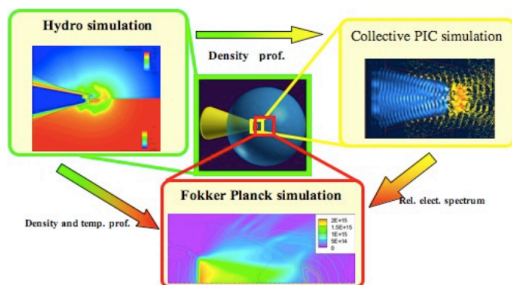 Hydro simulation
Density prof.
Collective PIC simulation
Fokker Planck simulation
Density and temp. prof.
Rel. elect. spectrum
2E+15
1.5E+15
1E+15
5E+14
0